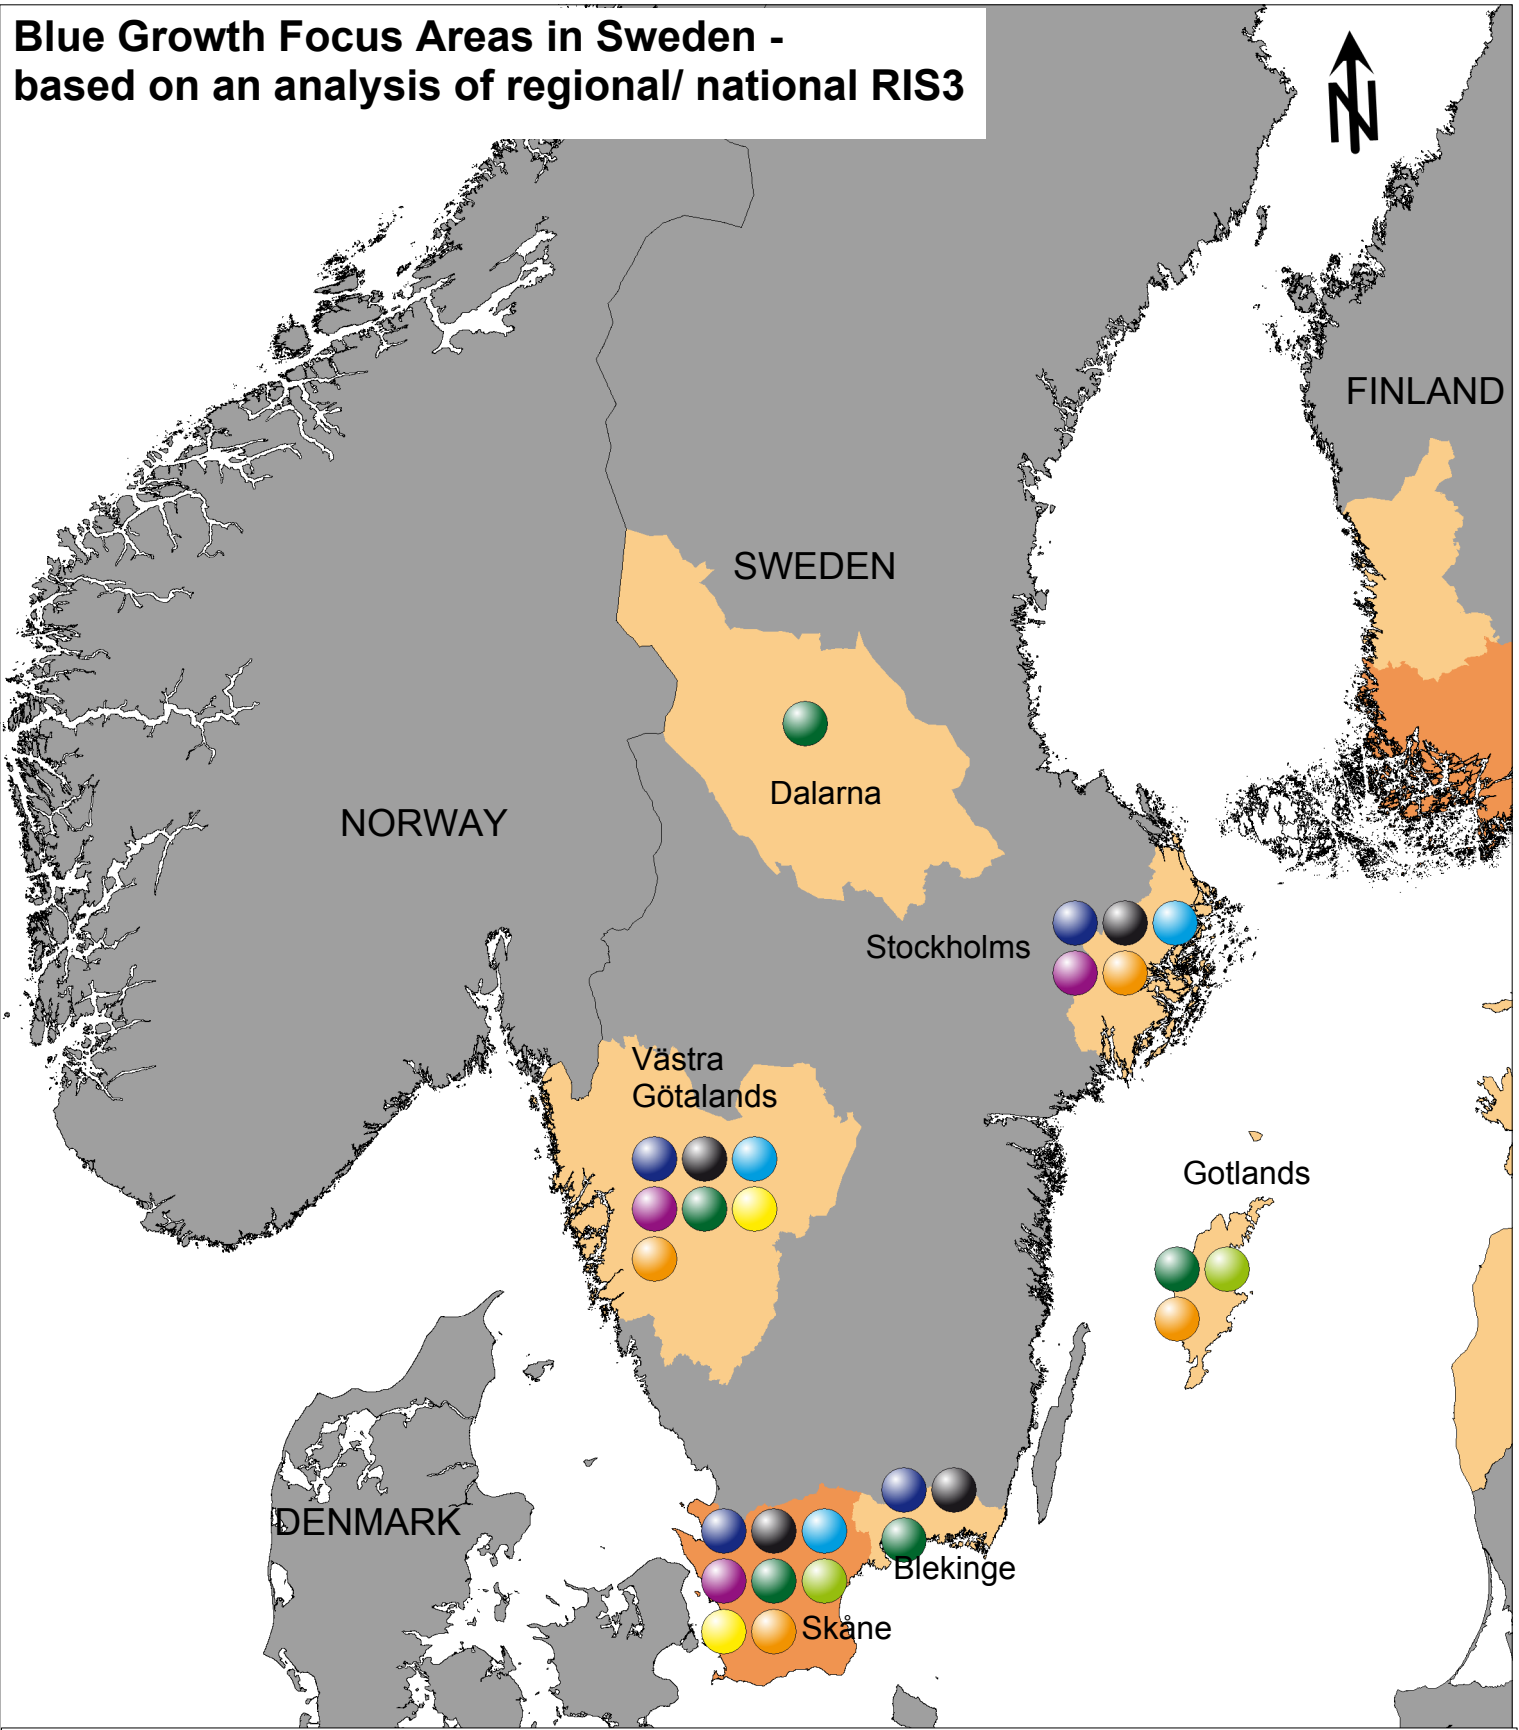 Blue Growth Focus Areas in Sweden -
based on an analysis of regional/ national RIS3
N
FINLAND
SWEDEN
Dalarna
NORWAY
Stockholms
Västra
Götalands
Gotlands
DENMARK
Blekinge
Skåne